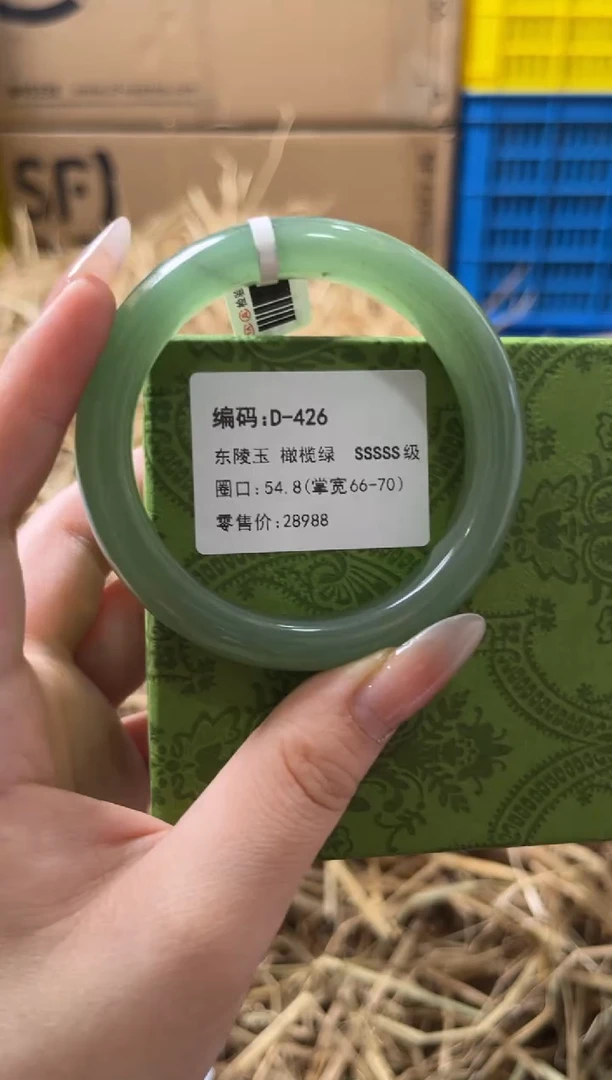 SF)
编码:D-426
东陵玉 橄榄绿 SSSSS级
圈口:54.8(掌宽66-70)
零售价:28988